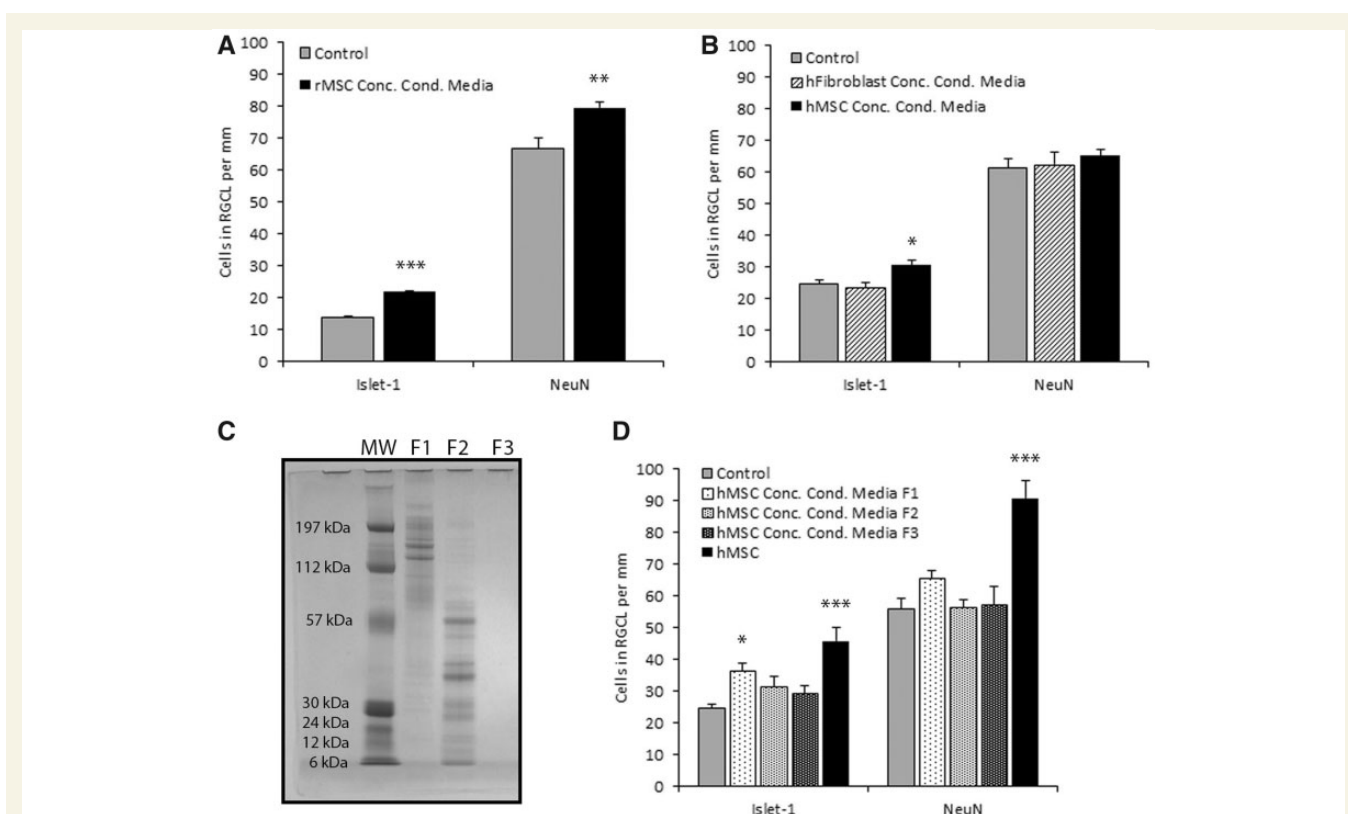 A
100
90
80
70
60
50
40
30
20
10
0
Cells in RGCL per mm
Control
rMSC Conc. Cond. Media
***
**
Islet-1
NeuN
B
100
90
80
70
60
50
40
30
20
10
0
Cells in RGCL per mm
Control
hFibroblast Conc. Cond. Media
hMSC Conc. Cond. Media
*
Islet-1
NeuN
C
MW F1 F2 F3
197 kDa
112 kDa
57 kDa
30 kDa
24 kDa
12 kDa
6 kDa
D
100
90
80
70
60
50
40
30
20
10
0
Cells in RGCL per mm
Control
hMSC Conc. Cond. Media F1
hMSC Conc. Cond. Media F2
hMSC Conc. Cond. Media F3
hMSC
*
***
***
Islet-1
NeuN